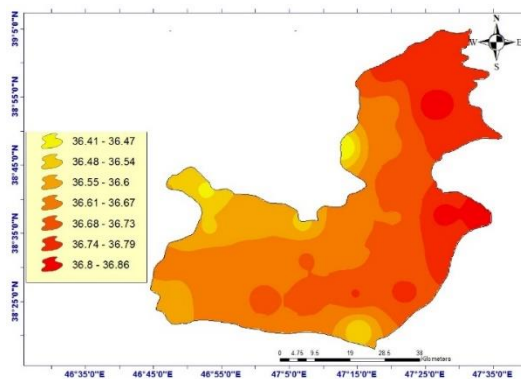 N
W E
S
39°5'0"N
38°55'0"N
38°45'0"N
38°35'0"N
38°25'0"N
36.41 - 36.47
36.48 - 36.54
36.55 - 36.6
36.61 - 36.67
36.68 - 36.73
36.74 - 36.79
36.8 - 36.86
0 4.75 9.5 19 28.5 38
Kilometers
46°35'0"E 46°45'0"E 46°55'0"E 47°5'0"E 47°15'0"E 47°25'0"E 47°35'0"E